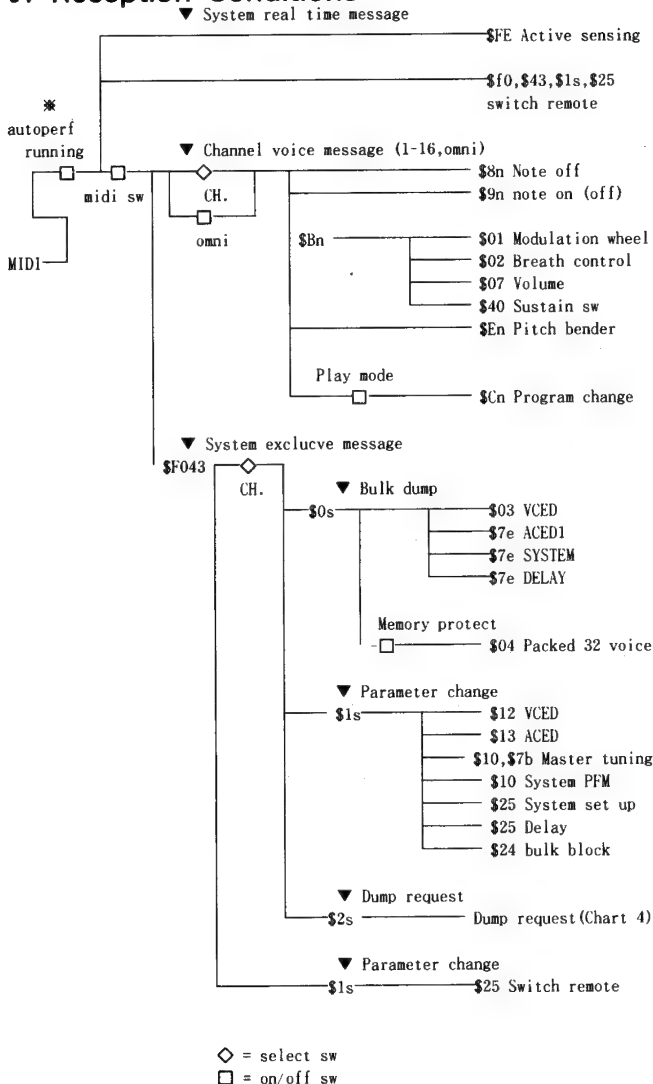 ▼ System real time message
$FE Active sensing
$f0,$43,$1s,$25
switch remote
※
autoperf
running
midi sw
MIDI
▼ Channel voice message (1-16,omni)
CH.
omni
$8n Note off
$9n note on (off)
$Bn
$01 Modulation wheel
$02 Breath control
$07 Volume
$40 Sustain sw
$En Pitch bender
Play mode
$Cn Program change
▼ System exclucve message
$F043
CH.
▼ Bulk dump
$0s
$03 VCED
$7e ACED1
$7e SYSTEM
$7e DELAY
Memory protect
$04 Packed 32 voice
▼ Parameter change
$1s
$12 VCED
$13 ACED
$10,$7b Master tuning
$10 System PFM
$25 System set up
$25 Delay
$24 bulk block
▼ Dump request
$2s
Dump request(Chart 4)
▼ Parameter change
$1s
$25 Switch remote
◇ = select sw
□ = on/off sw